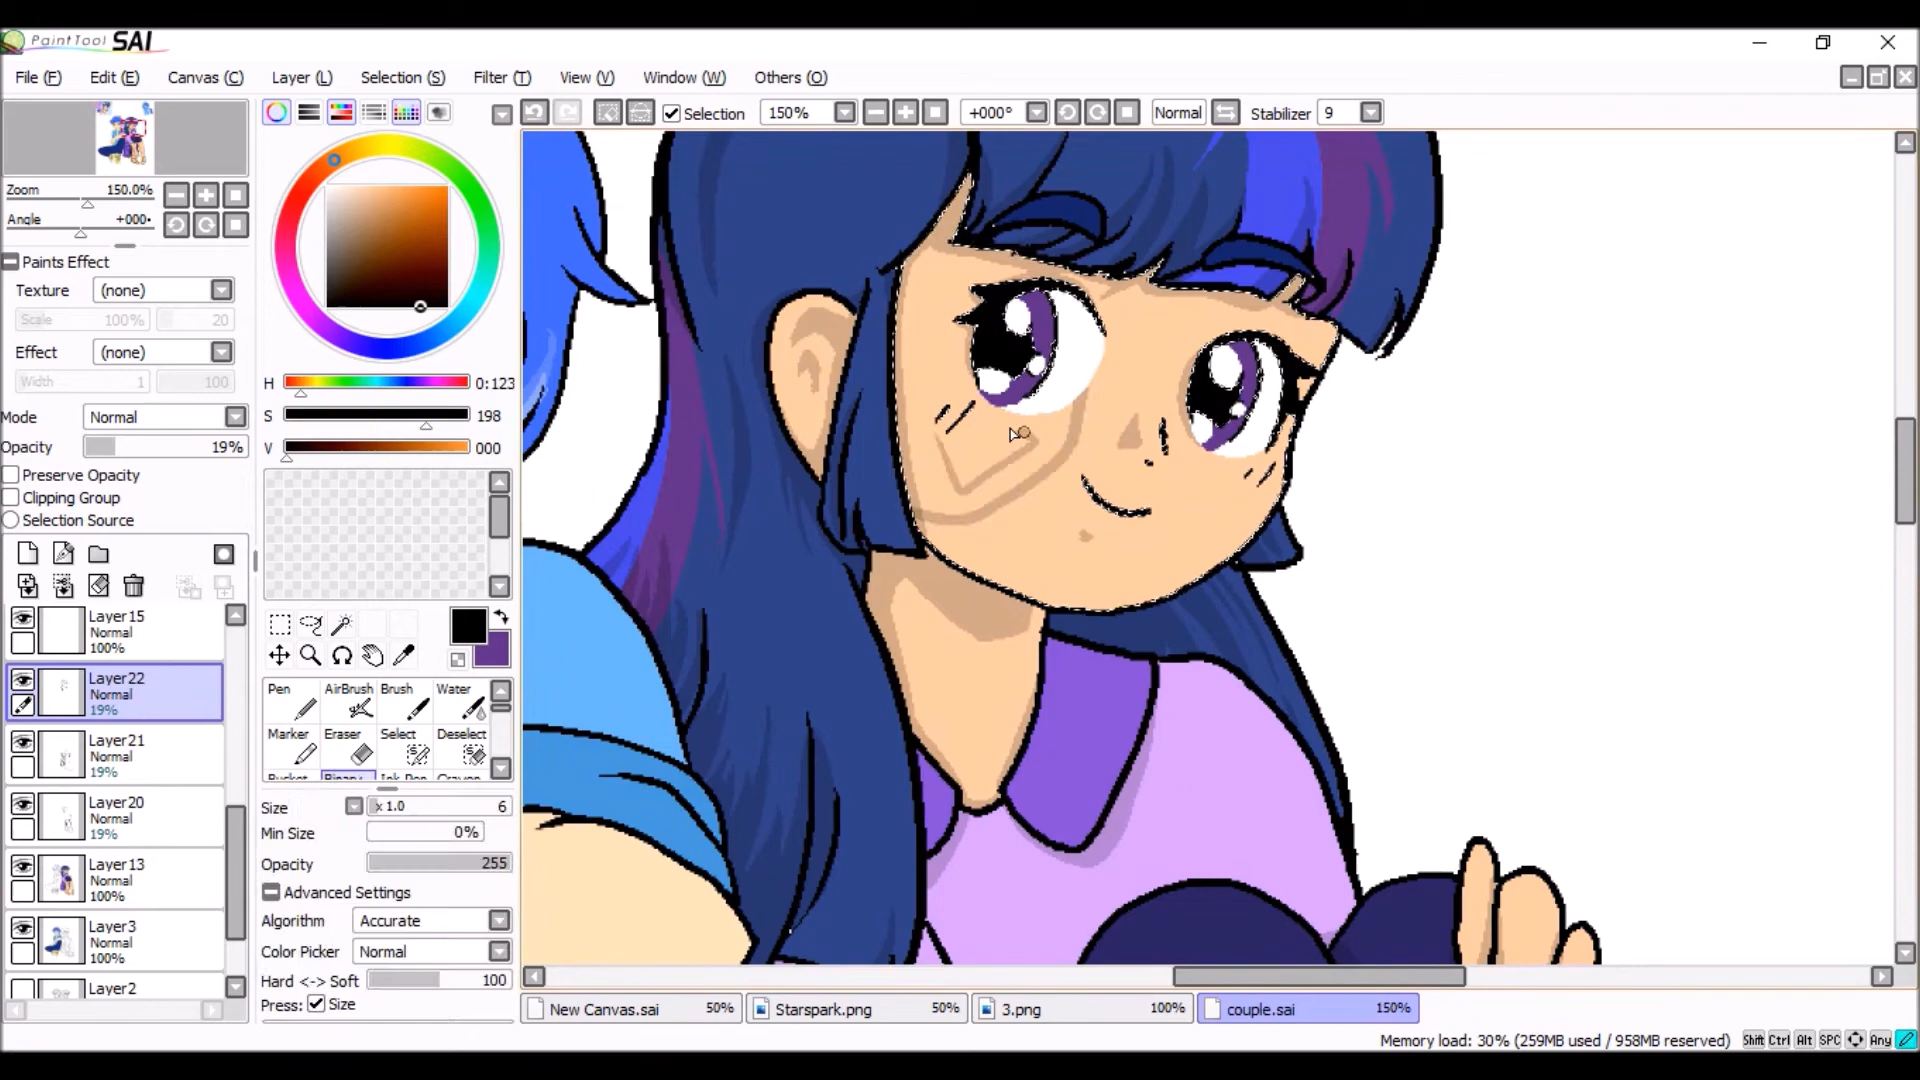 PaintTool SAI
File (F) Edit (E) Canvas (C) Layer (L) Selection (S) Filter (T) View (V) Window (W) Others (O)
Selection 150% +000° Normal Stabilizer 9
Zoom 150.0%
Angle +000
Paints Effect
Texture (none)
Scale 100% 20
Effect (none)
Width 1 100
Mode Normal
Opacity 19%
Preserve Opacity
Clipping Group
Selection Source
Layer15
Normal
100%
Layer22
Normal
19%
Layer21
Normal
19%
Layer20
Normal
19%
Layer13
Normal
100%
Layer3
Normal
100%
Layer2
H 0:123
S 198
V 000
Pen AirBrush Brush Water
Marker Eraser Select Deselect
Bucket Binary Ink Pen Crayon
Size x 1.0 6
Min Size 0%
Opacity 255
Advanced Settings
Algorithm Accurate
Color Picker Normal
Hard <-> Soft 100
Press: Size
New Canvas.sai 50% Starspark.png 50% 3.png 100% couple.sai 150%
Memory load: 30% (259MB used / 958MB reserved) Shift Ctrl Alt SPC Any